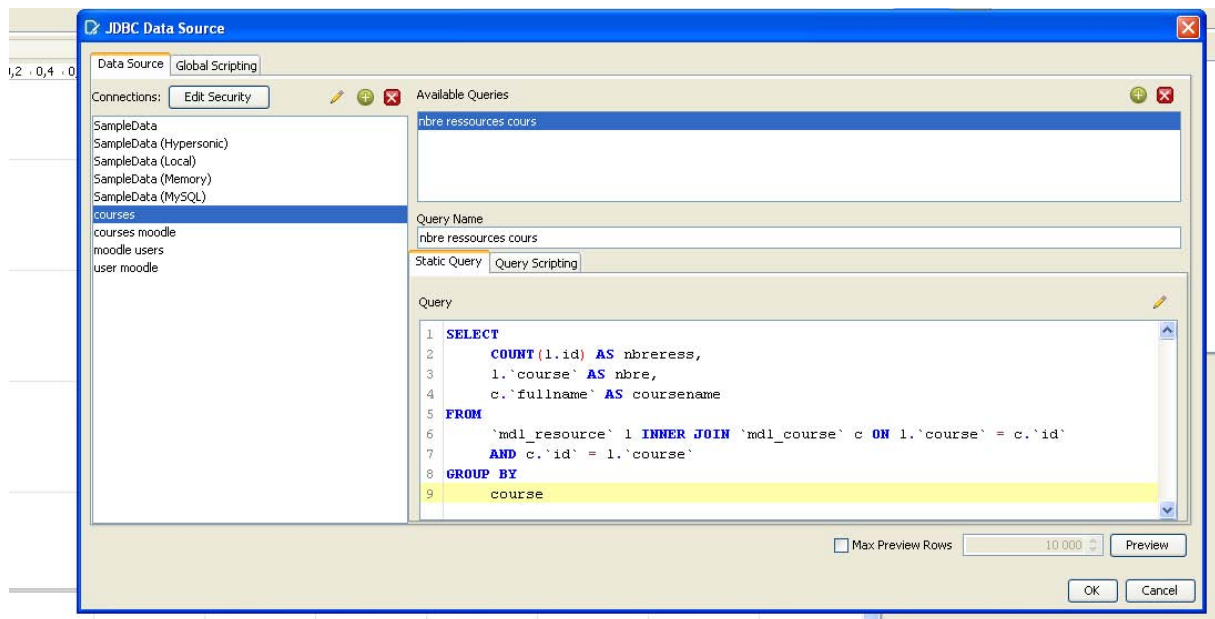 JDBC Data Source
Data Source Global Scripting
Connections: Edit Security
SampleData
SampleData (Hypersonic)
SampleData (Local)
SampleData (Memory)
SampleData (MySQL)
courses
courses moodle
moodle users
user moodle
Available Queries
nbre ressources cours
Query Name
nbre ressources cours
Static Query Query Scripting
Query
1 SELECT
2 COUNT(l.id) AS nbreress,
3 l.`course` AS nbre,
4 c.`fullname` AS coursename
5 FROM
6 `mdl_resource` l INNER JOIN `mdl_course` c ON l.`course` = c.`id`
7 AND c.`id` = l.`course`
8 GROUP BY
9 course
Max Preview Rows 10 000 Preview
OK Cancel